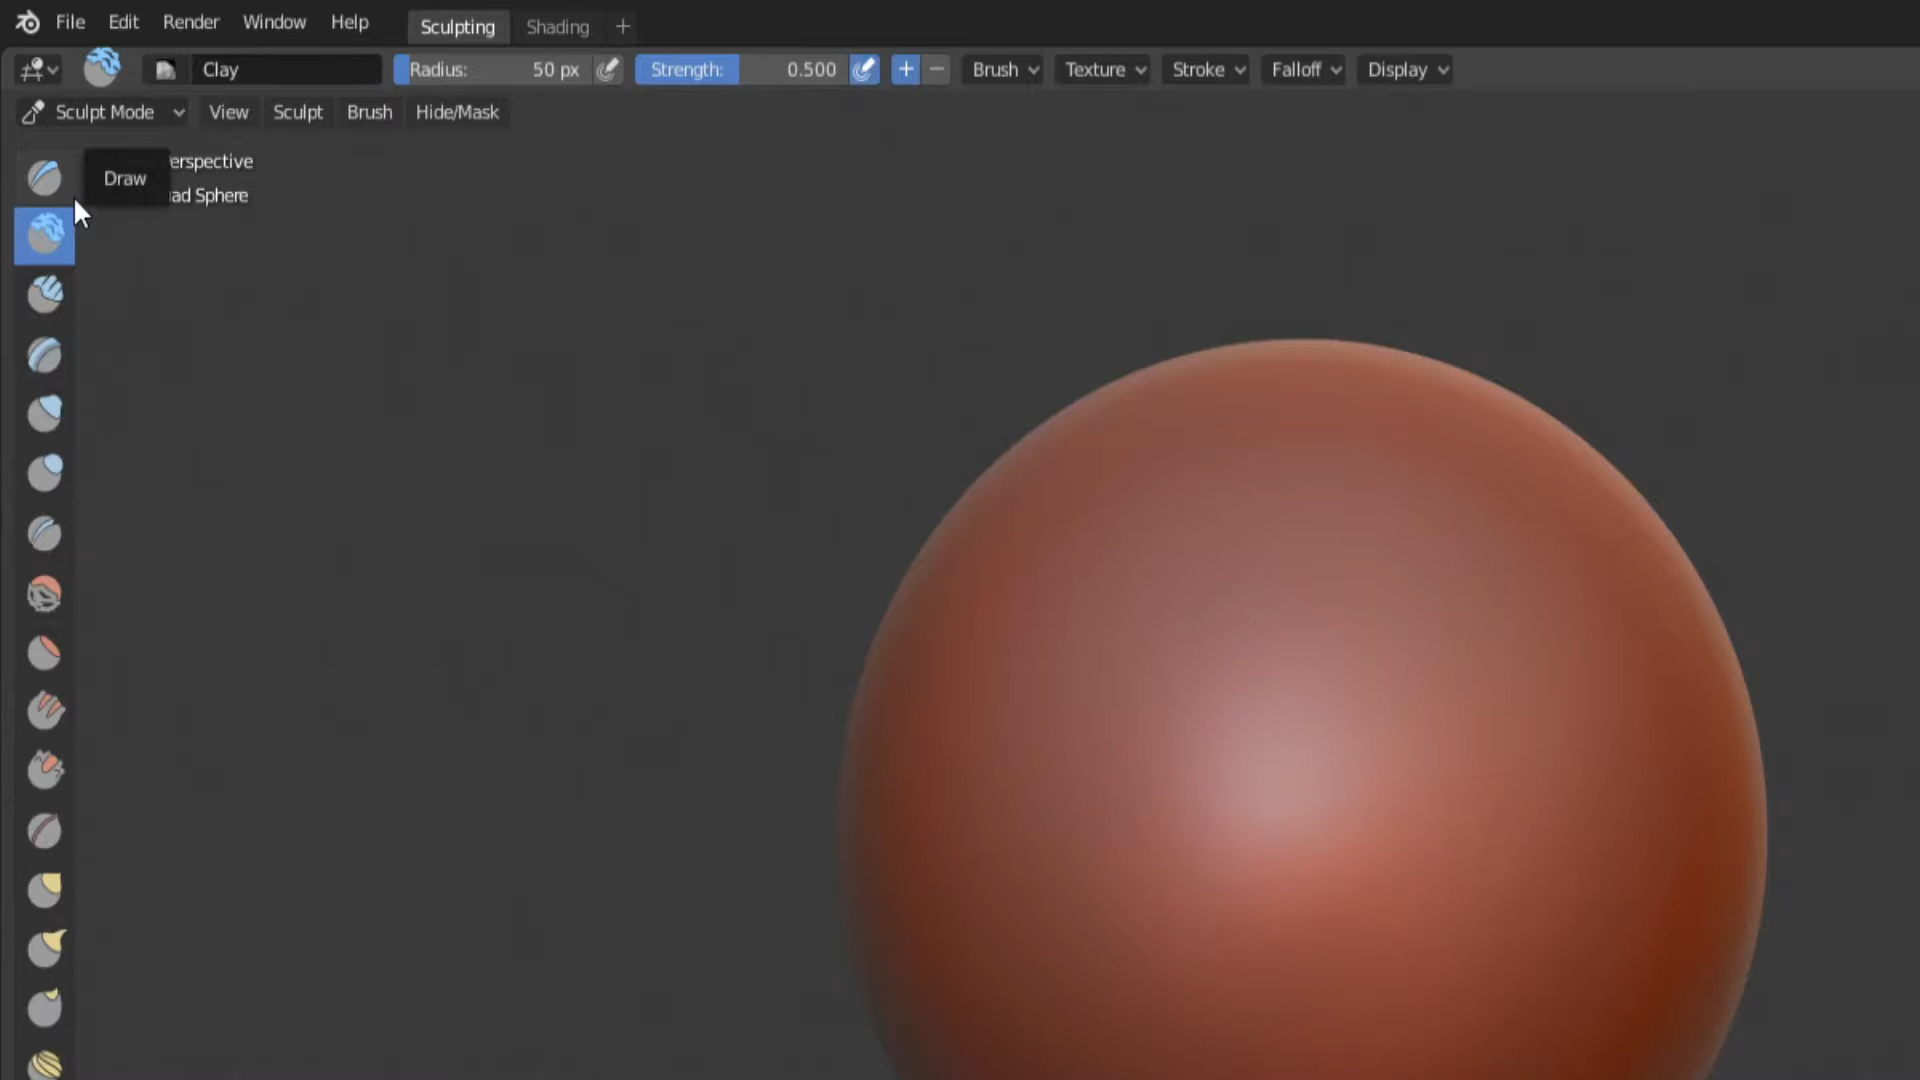 File Edit Render Window Help Sculpting Shading +
Clay Radius: 50 px Strength: 0.500 + − Brush Texture Stroke Falloff Display
Sculpt Mode View Sculpt Brush Hide/Mask
erspective
Draw
ad Sphere